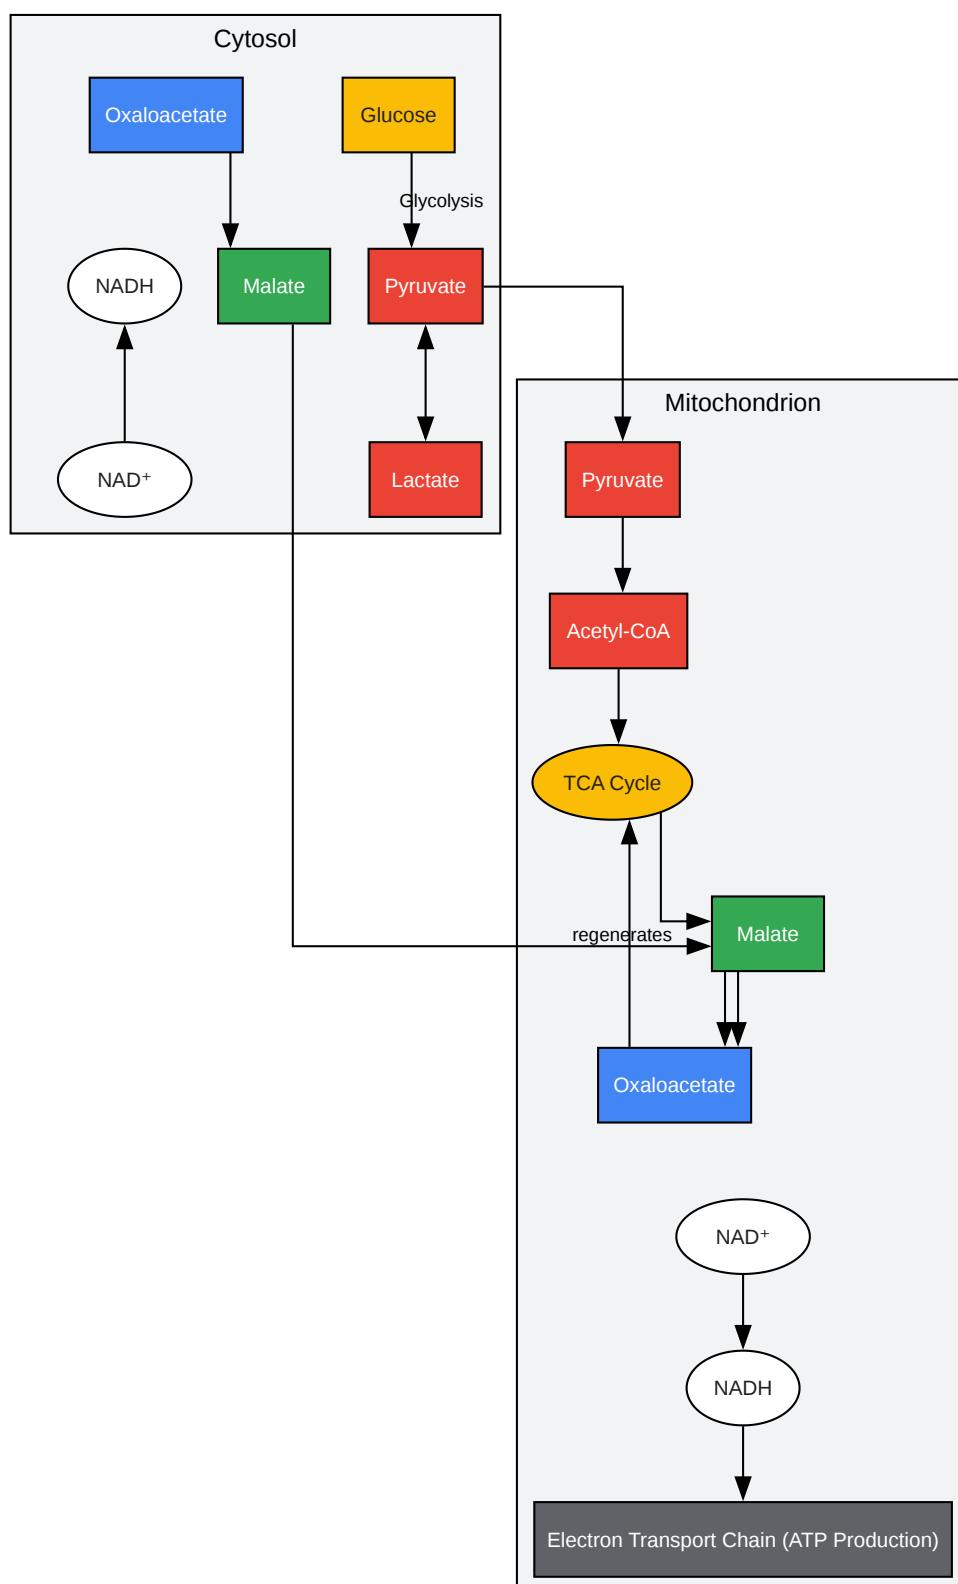 Cytosol
Oxaloacetate
Glucose
Glycolysis
NADH
Malate
Pyruvate
NAD⁺
Lactate
Mitochondrion
Pyruvate
Acetyl-CoA
TCA Cycle
regenerates
Malate
Oxaloacetate
NAD⁺
NADH
Electron Transport Chain (ATP Production)